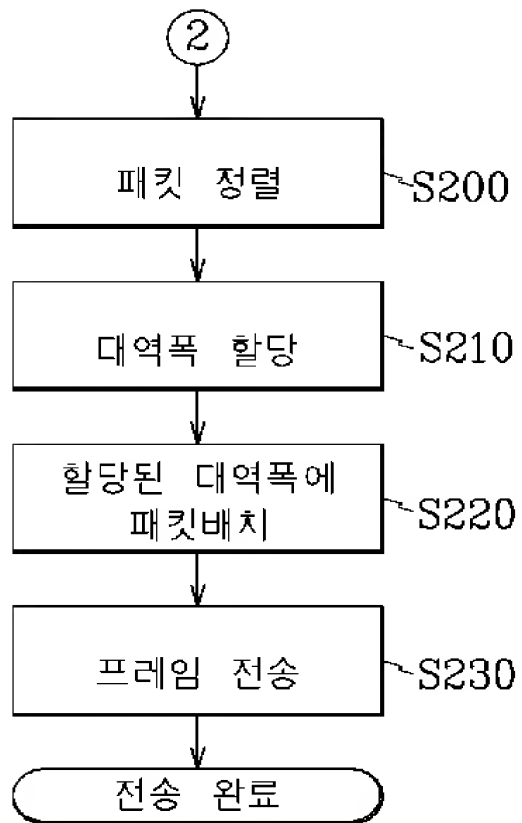 2
패킷 정렬
S200
대역폭 할당
S210
할당된 대역폭에
패킷배치
S220
프레임 전송
S230
전송 완료